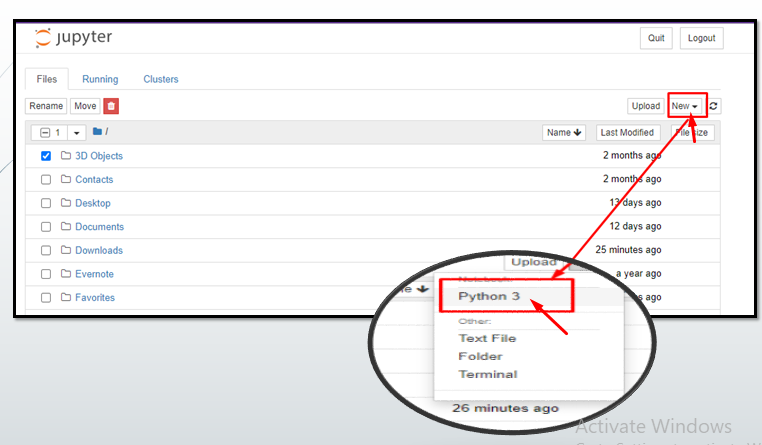 jupyter
Quit Logout
Files Running Clusters
Rename Move Upload New
1 / Name Last Modified File size
3D Objects 2 months ago
Contacts 2 months ago
Desktop 13 days ago
Documents 12 days ago
Downloads 25 minutes ago
Evernote a year ago
Favorites ago
Upload
Notebook:
Python 3
Other:
Text File
Folder
Terminal
26 minutes ago
Activate Windows